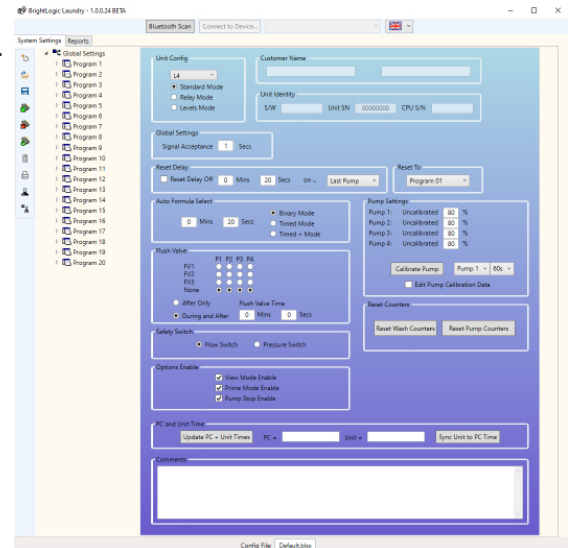 BrightLogic Laundry - 1.0.0.24 BETA
Bluetooth Scan Connect to Device...
System Settings Reports
Global Settings
Program 1
Program 2
Program 3
Program 4
Program 5
Program 6
Program 7
Program 8
Program 9
Program 10
Program 11
Program 12
Program 13
Program 14
Program 15
Program 16
Program 17
Program 18
Program 19
Program 20
Unit Config
L4
Standard Mode
Relay Mode
Levels Mode
Customer Name
Unit Identity
S/W Unit SN 00000000 CPU S/N
Global Settings
Signal Acceptance 1 Secs
Reset Delay
Reset Delay Off 0 Mins 20 Secs on .. Last Pump
Reset To
Program 01
Auto Formula Select
0 Mins 20 Secs
Binary Mode
Timed Mode
Timed + Mode
Pump Settings
Pump 1: Uncalibrated 80 %
Pump 2: Uncalibrated 80 %
Pump 3: Uncalibrated 80 %
Pump 4: Uncalibrated 80 %
Calibrate Pump Pump 1 60s
Edit Pump Calibration Data
Flush Valve
P1 P2 P3 P4
FV1
FV2
FV3
None
After Only Flush Valve Time
During and After 0 Mins 0 Secs
Reset Counters
Reset Wash Counters Reset Pump Counters
Safety Switch
Flow Switch Pressure Switch
Options Enable
View Mode Enable
Prime Mode Enable
Pump Stop Enable
PC and Unit Time
Update PC + Unit Times PC = Unit = Sync Unit to PC Time
Comments
Config File: Default.blsx